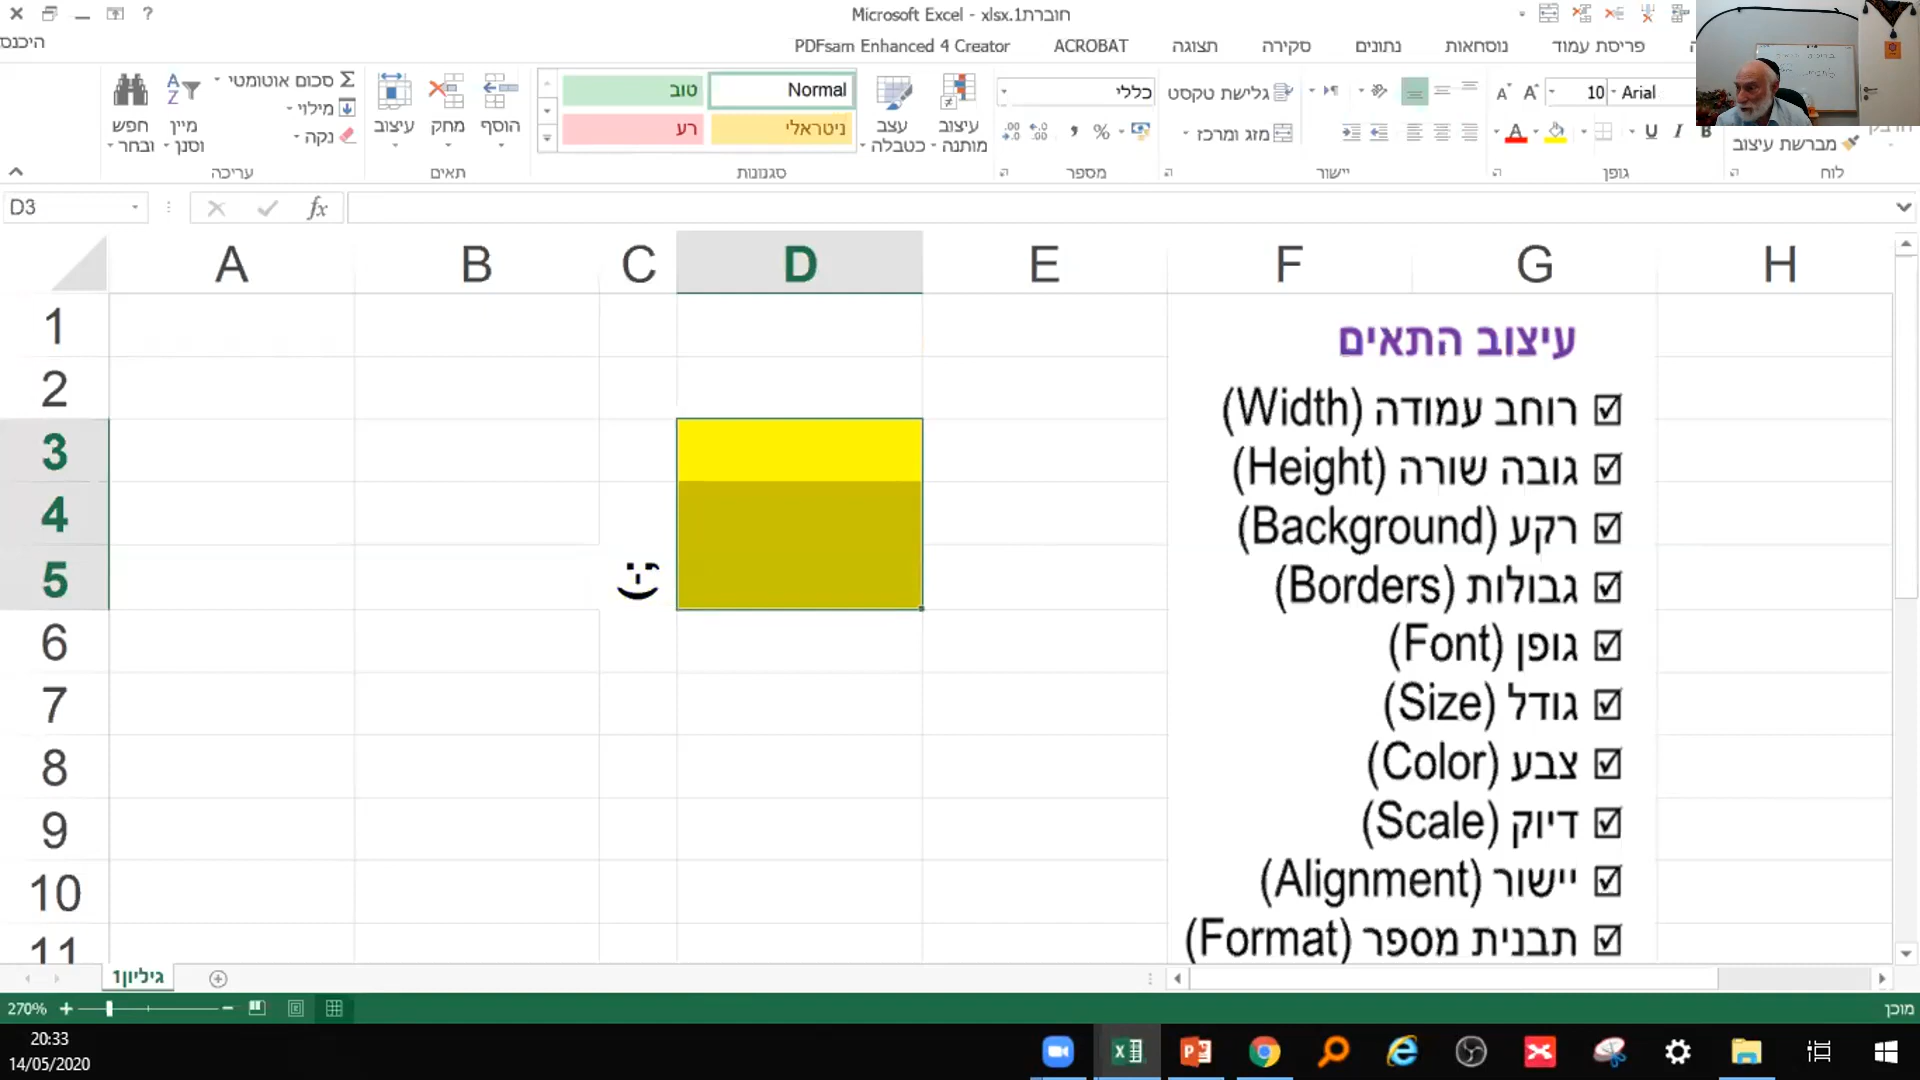 חוברת1.xlsx - Microsoft Excel
היכנס
פריסת עמוד
נוסחאות
נתונים
סקירה
תצוגה
ACROBAT
PDFsam Enhanced 4 Creator
מברשת עיצוב
לוח
Arial
10
B I U
גופן
גלישת טקסט
מזג ומרכז
יישור
כללי
מספר
עיצוב מותנה
עצב כטבלה
Normal
טוב
ניטראלי
רע
סגנונות
הוסף
מחק
עיצוב
תאים
סכום אוטומטי
מילוי
נקה
מיין וסנן
חפש ובחר
עריכה
D3
fx
A B C D E F G H
1
2
3
4
5
6
7
8
9
10
11
עיצוב התאים
רוחב עמודה (Width)
גובה שורה (Height)
רקע (Background)
גבולות (Borders)
גופן (Font)
גודל (Size)
צבע (Color)
דיוק (Scale)
יישור (Alignment)
תבנית מספר (Format)
גיליון1
270%
מוכן
20:33
14/05/2020